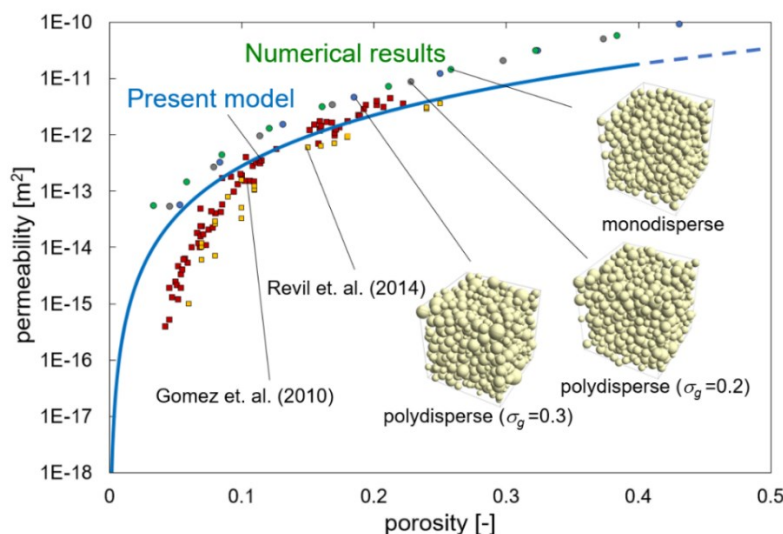 1E-10
1E-11
1E-12
1E-13
1E-14
1E-15
1E-16
1E-17
1E-18
permeability [m²]
Numerical results
Present model
monodisperse
Revil et. al. (2014)
polydisperse (σg=0.2)
Gomez et. al. (2010)
polydisperse (σg=0.3)
0 0.1 0.2 0.3 0.4 0.5
porosity [-]